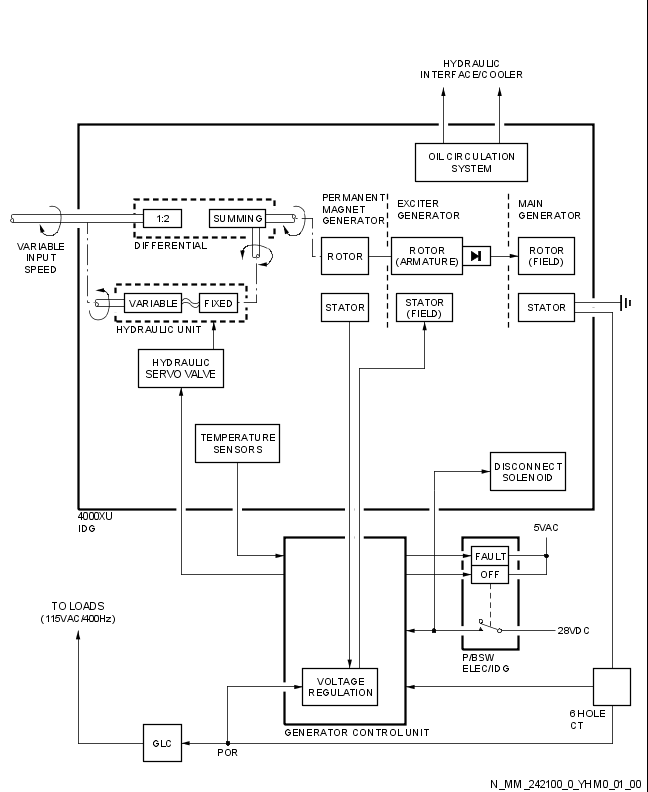 HYDRAULIC
INTERFACE/COOLER
OIL CIRCULATION
SYSTEM
PERMANENT
MAGNET
GENERATOR
EXCITER
GENERATOR
MAIN
GENERATOR
1:2
SUMMING
DIFFERENTIAL
VARIABLE
INPUT
SPEED
ROTOR
ROTOR
(ARMATURE)
ROTOR
(FIELD)
VARIABLE
FIXED
HYDRAULIC UNIT
STATOR
STATOR
(FIELD)
STATOR
HYDRAULIC
SERVO VALVE
TEMPERATURE
SENSORS
DISCONNECT
SOLENOID
4000XU
IDG
5VAC
FAULT
OFF
TO LOADS
(115VAC/400Hz)
28VDC
P/BSW
ELEC/IDG
VOLTAGE
REGULATION
6 HOLE
CT
GENERATOR CONTROL UNIT
GLC
POR
N_MM_242100_0_YHM0_01_00